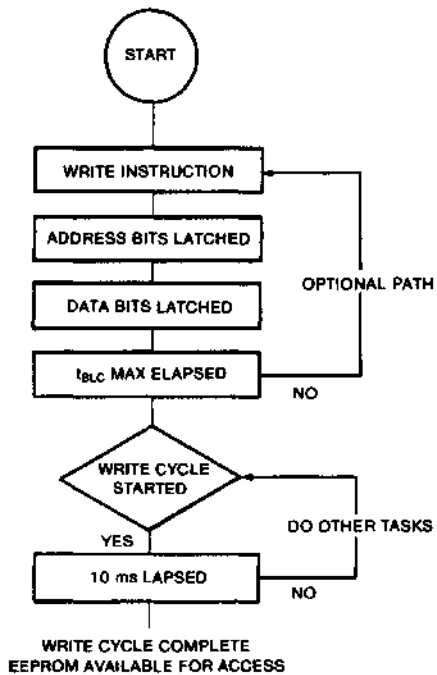 START
WRITE INSTRUCTION
ADDRESS BITS LATCHED
OPTIONAL PATH
DATA BITS LATCHED
tBLC MAX ELAPSED
NO
WRITE CYCLE
STARTED
DO OTHER TASKS
YES
10 ms LAPSED
NO
WRITE CYCLE COMPLETE
EEPROM AVAILABLE FOR ACCESS